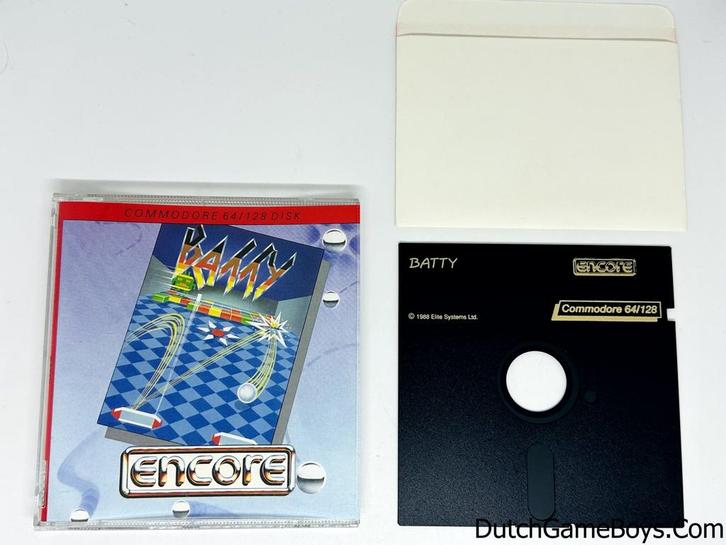 COMMODORE 64/128 DISK
BATTY
encore
BATTY
encore
Commodore 64/128
© 1988 Elite Systems Ltd.
DutchGameBoys.Com